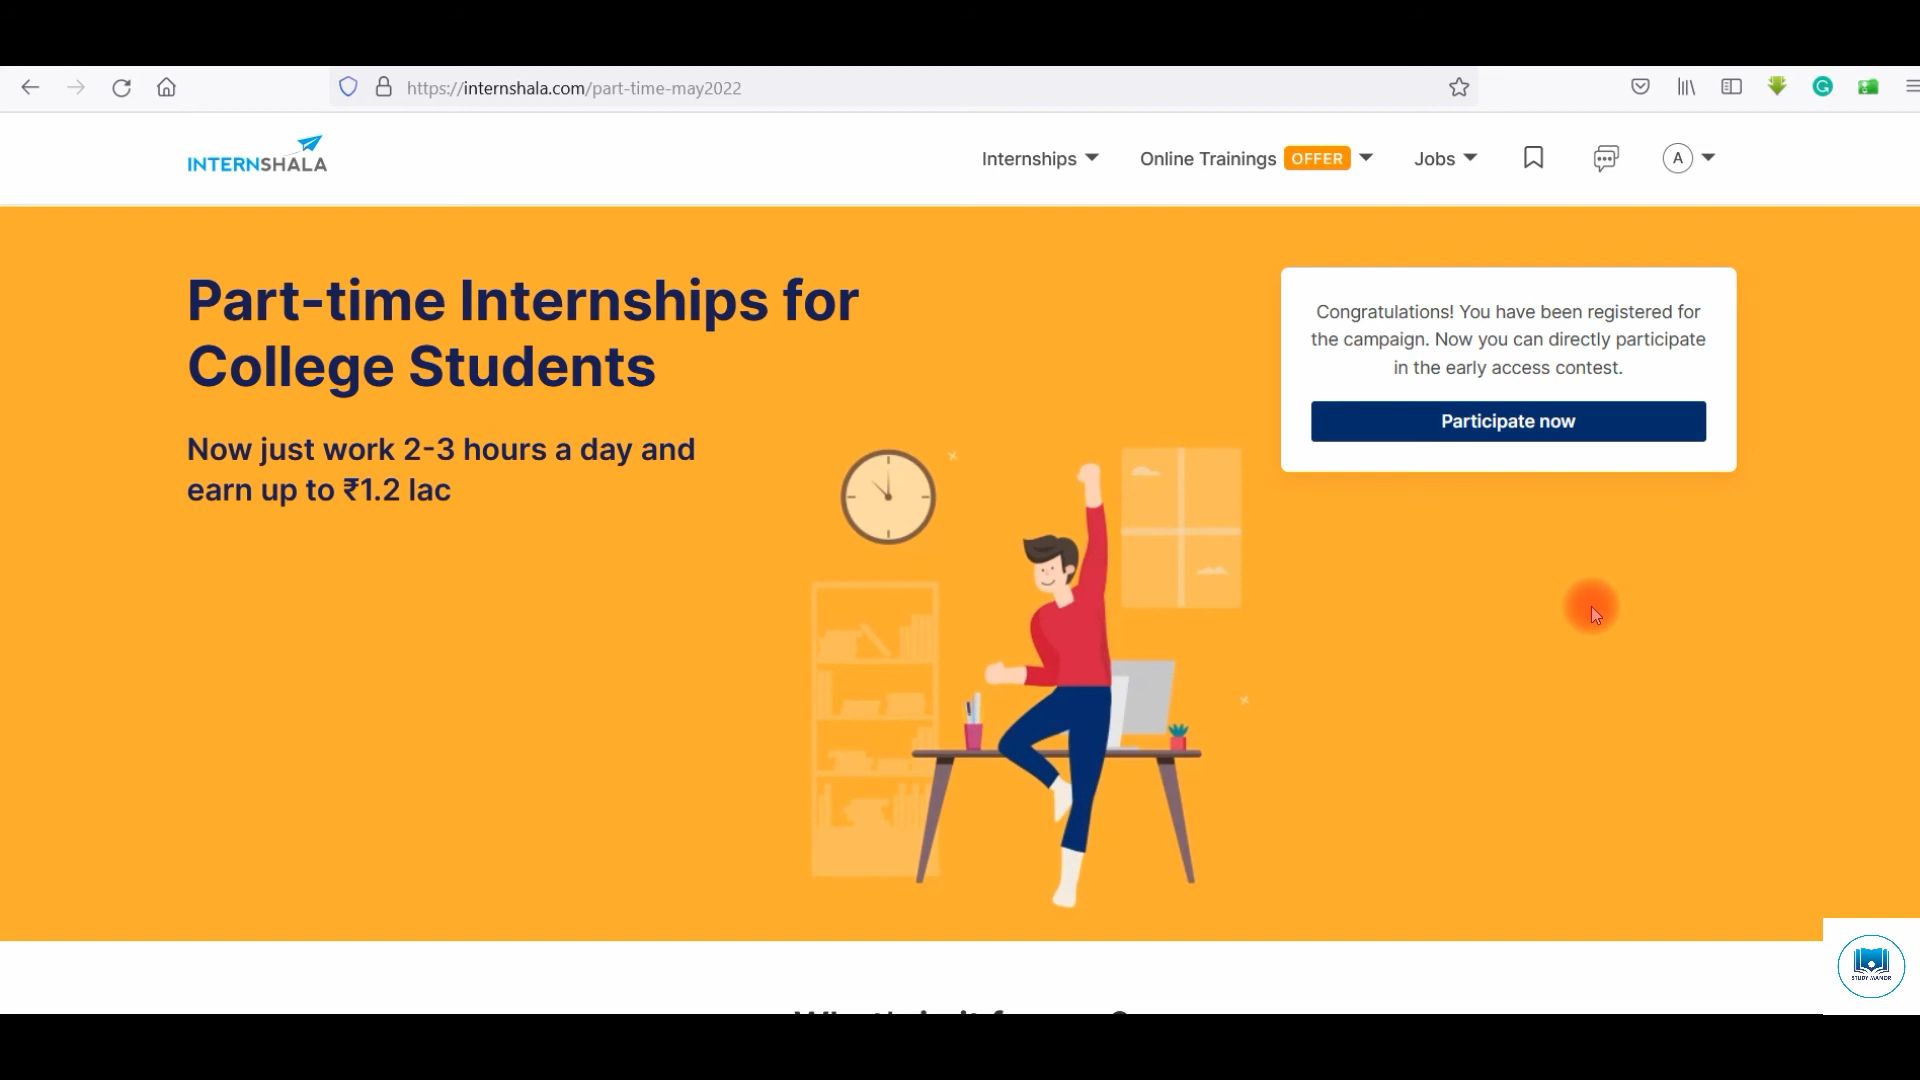 https://internshala.com/part-time-may2022
INTERNSHALA
Internships
Online Trainings OFFER
Jobs
A
Part-time Internships for
College Students
Now just work 2-3 hours a day and
earn up to ₹1.2 lac
Congratulations! You have been registered for
the campaign. Now you can directly participate
in the early access contest.
Participate now
STUDY MANOR